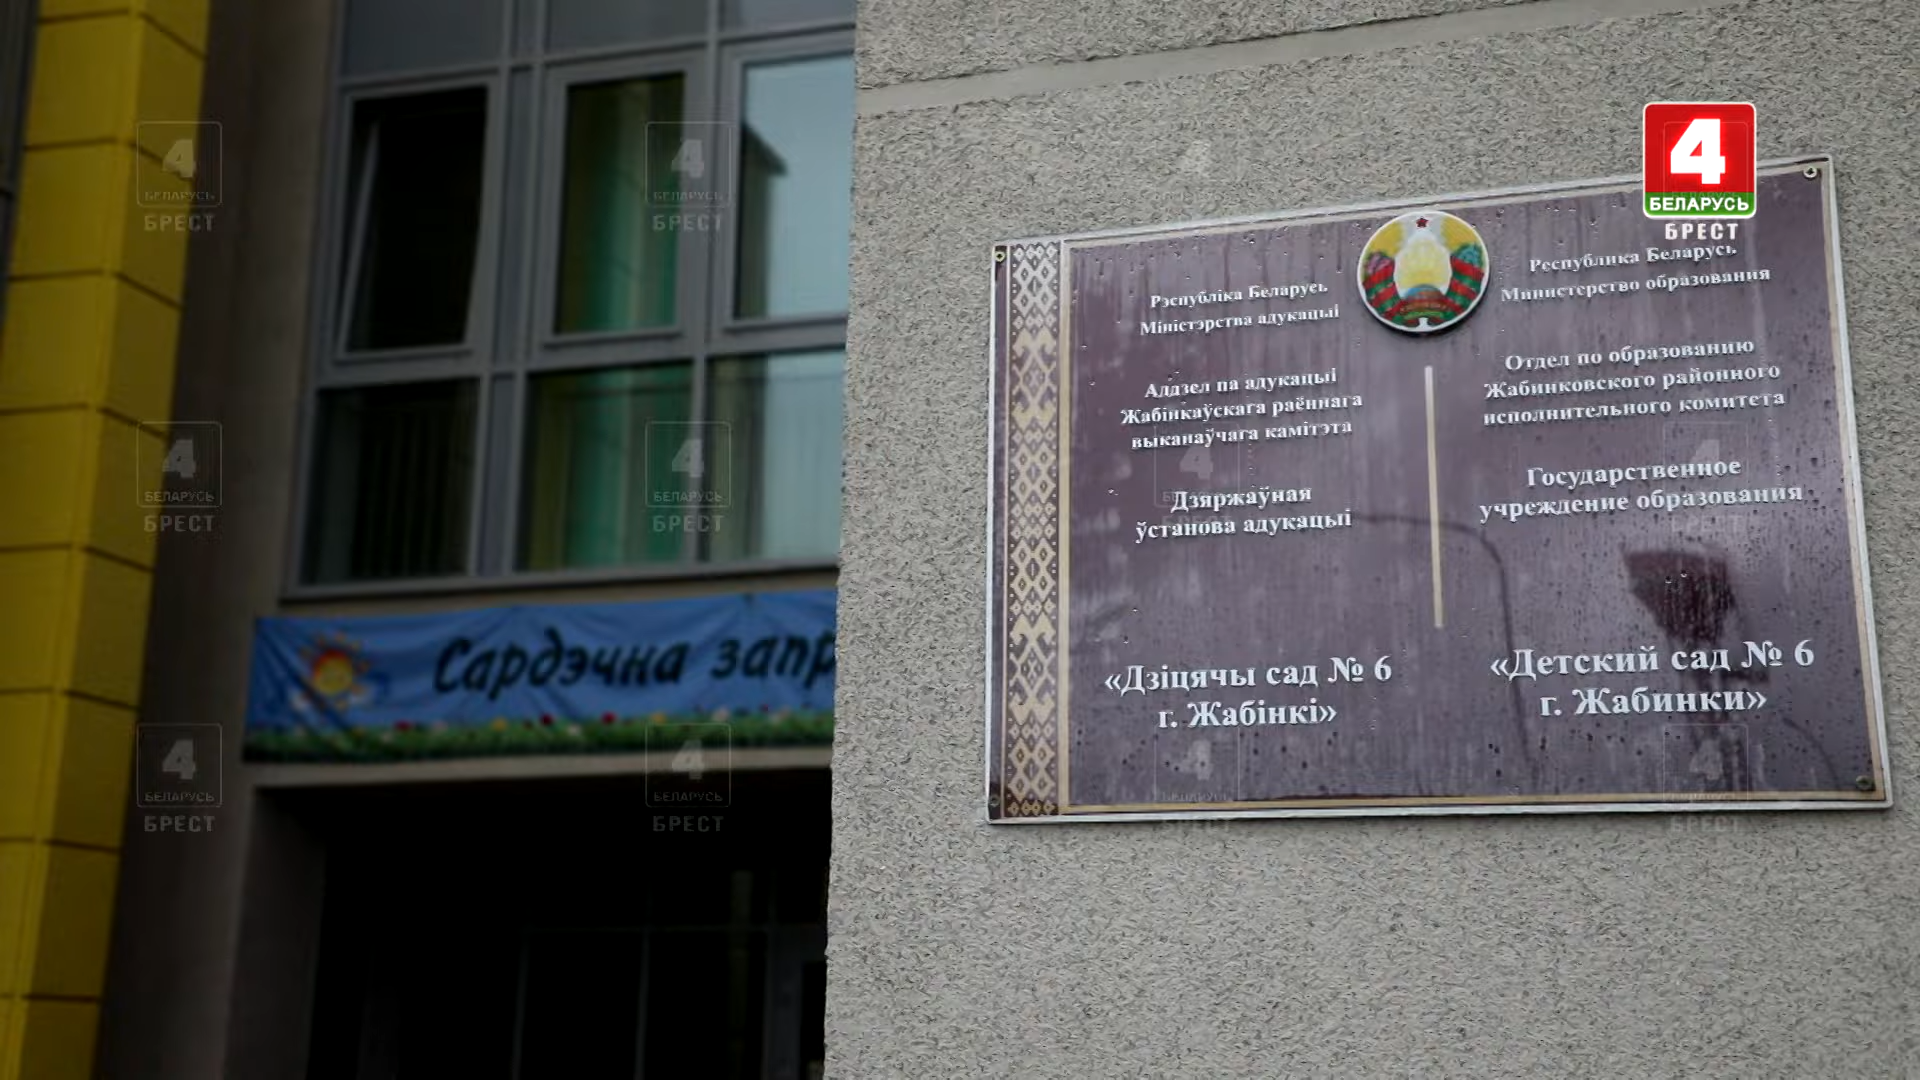 4
БЕЛАРУСЬ
БРЕСТ
Рэспубліка Беларусь
Міністэрства адукацыі
Аддзел па адукацыі
Жабінкаўскага раённага
выканаўчага камітэта
Дзяржаўная
ўстанова адукацыі
«Дзіцячы сад № 6
г. Жабінкі»
Республика Беларусь
Министерство образования
Отдел по образованию
Жабинковского районного
исполнительного комитета
Государственное
учреждение образования
«Детский сад № 6
г. Жабинки»
Сардэчна запр